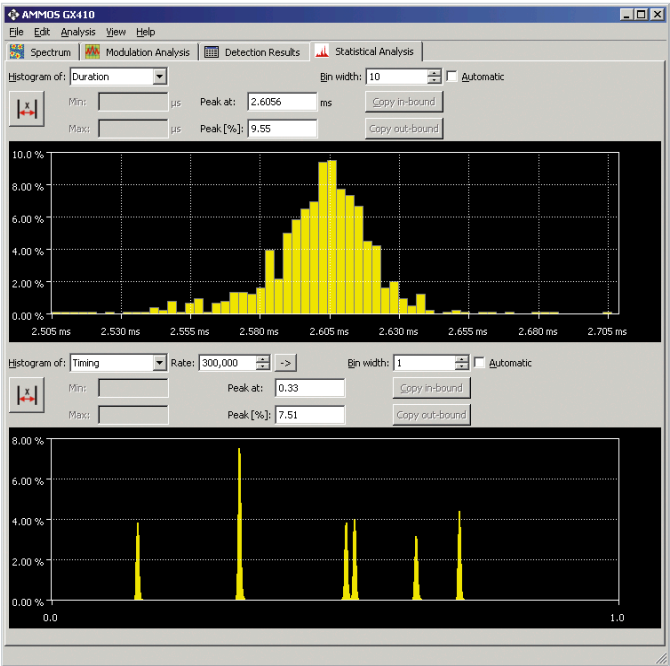 AMMOS GX410
File Edit Analysis View Help
Spectrum Modulation Analysis Detection Results Statistical Analysis
Histogram of: Duration Bin width: 10 Automatic
Min: µs Peak at: 2.6056 ms Copy in-bound
Max: µs Peak [%]: 9.55 Copy out-bound
10.0 %
8.00 %
6.00 %
4.00 %
2.00 %
0.00 %
2.505 ms 2.530 ms 2.555 ms 2.580 ms 2.605 ms 2.630 ms 2.655 ms 2.680 ms 2.705 ms
Histogram of: Timing Rate: 300,000 -> Bin width: 1 Automatic
Min: Peak at: 0.33 Copy in-bound
Max: Peak [%]: 7.51 Copy out-bound
8.00 %
6.00 %
4.00 %
2.00 %
0.00 %
0.0 1.0